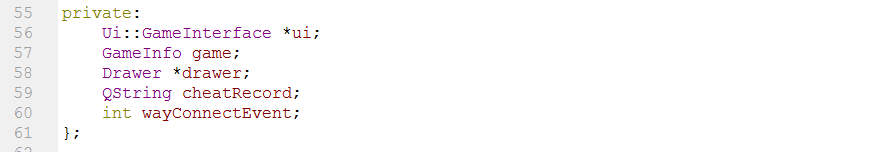 55 private:
56 Ui::GameInterface *ui;
57 GameInfo game;
58 Drawer *drawer;
59 QString cheatRecord;
60 int wayConnectEvent;
61 };